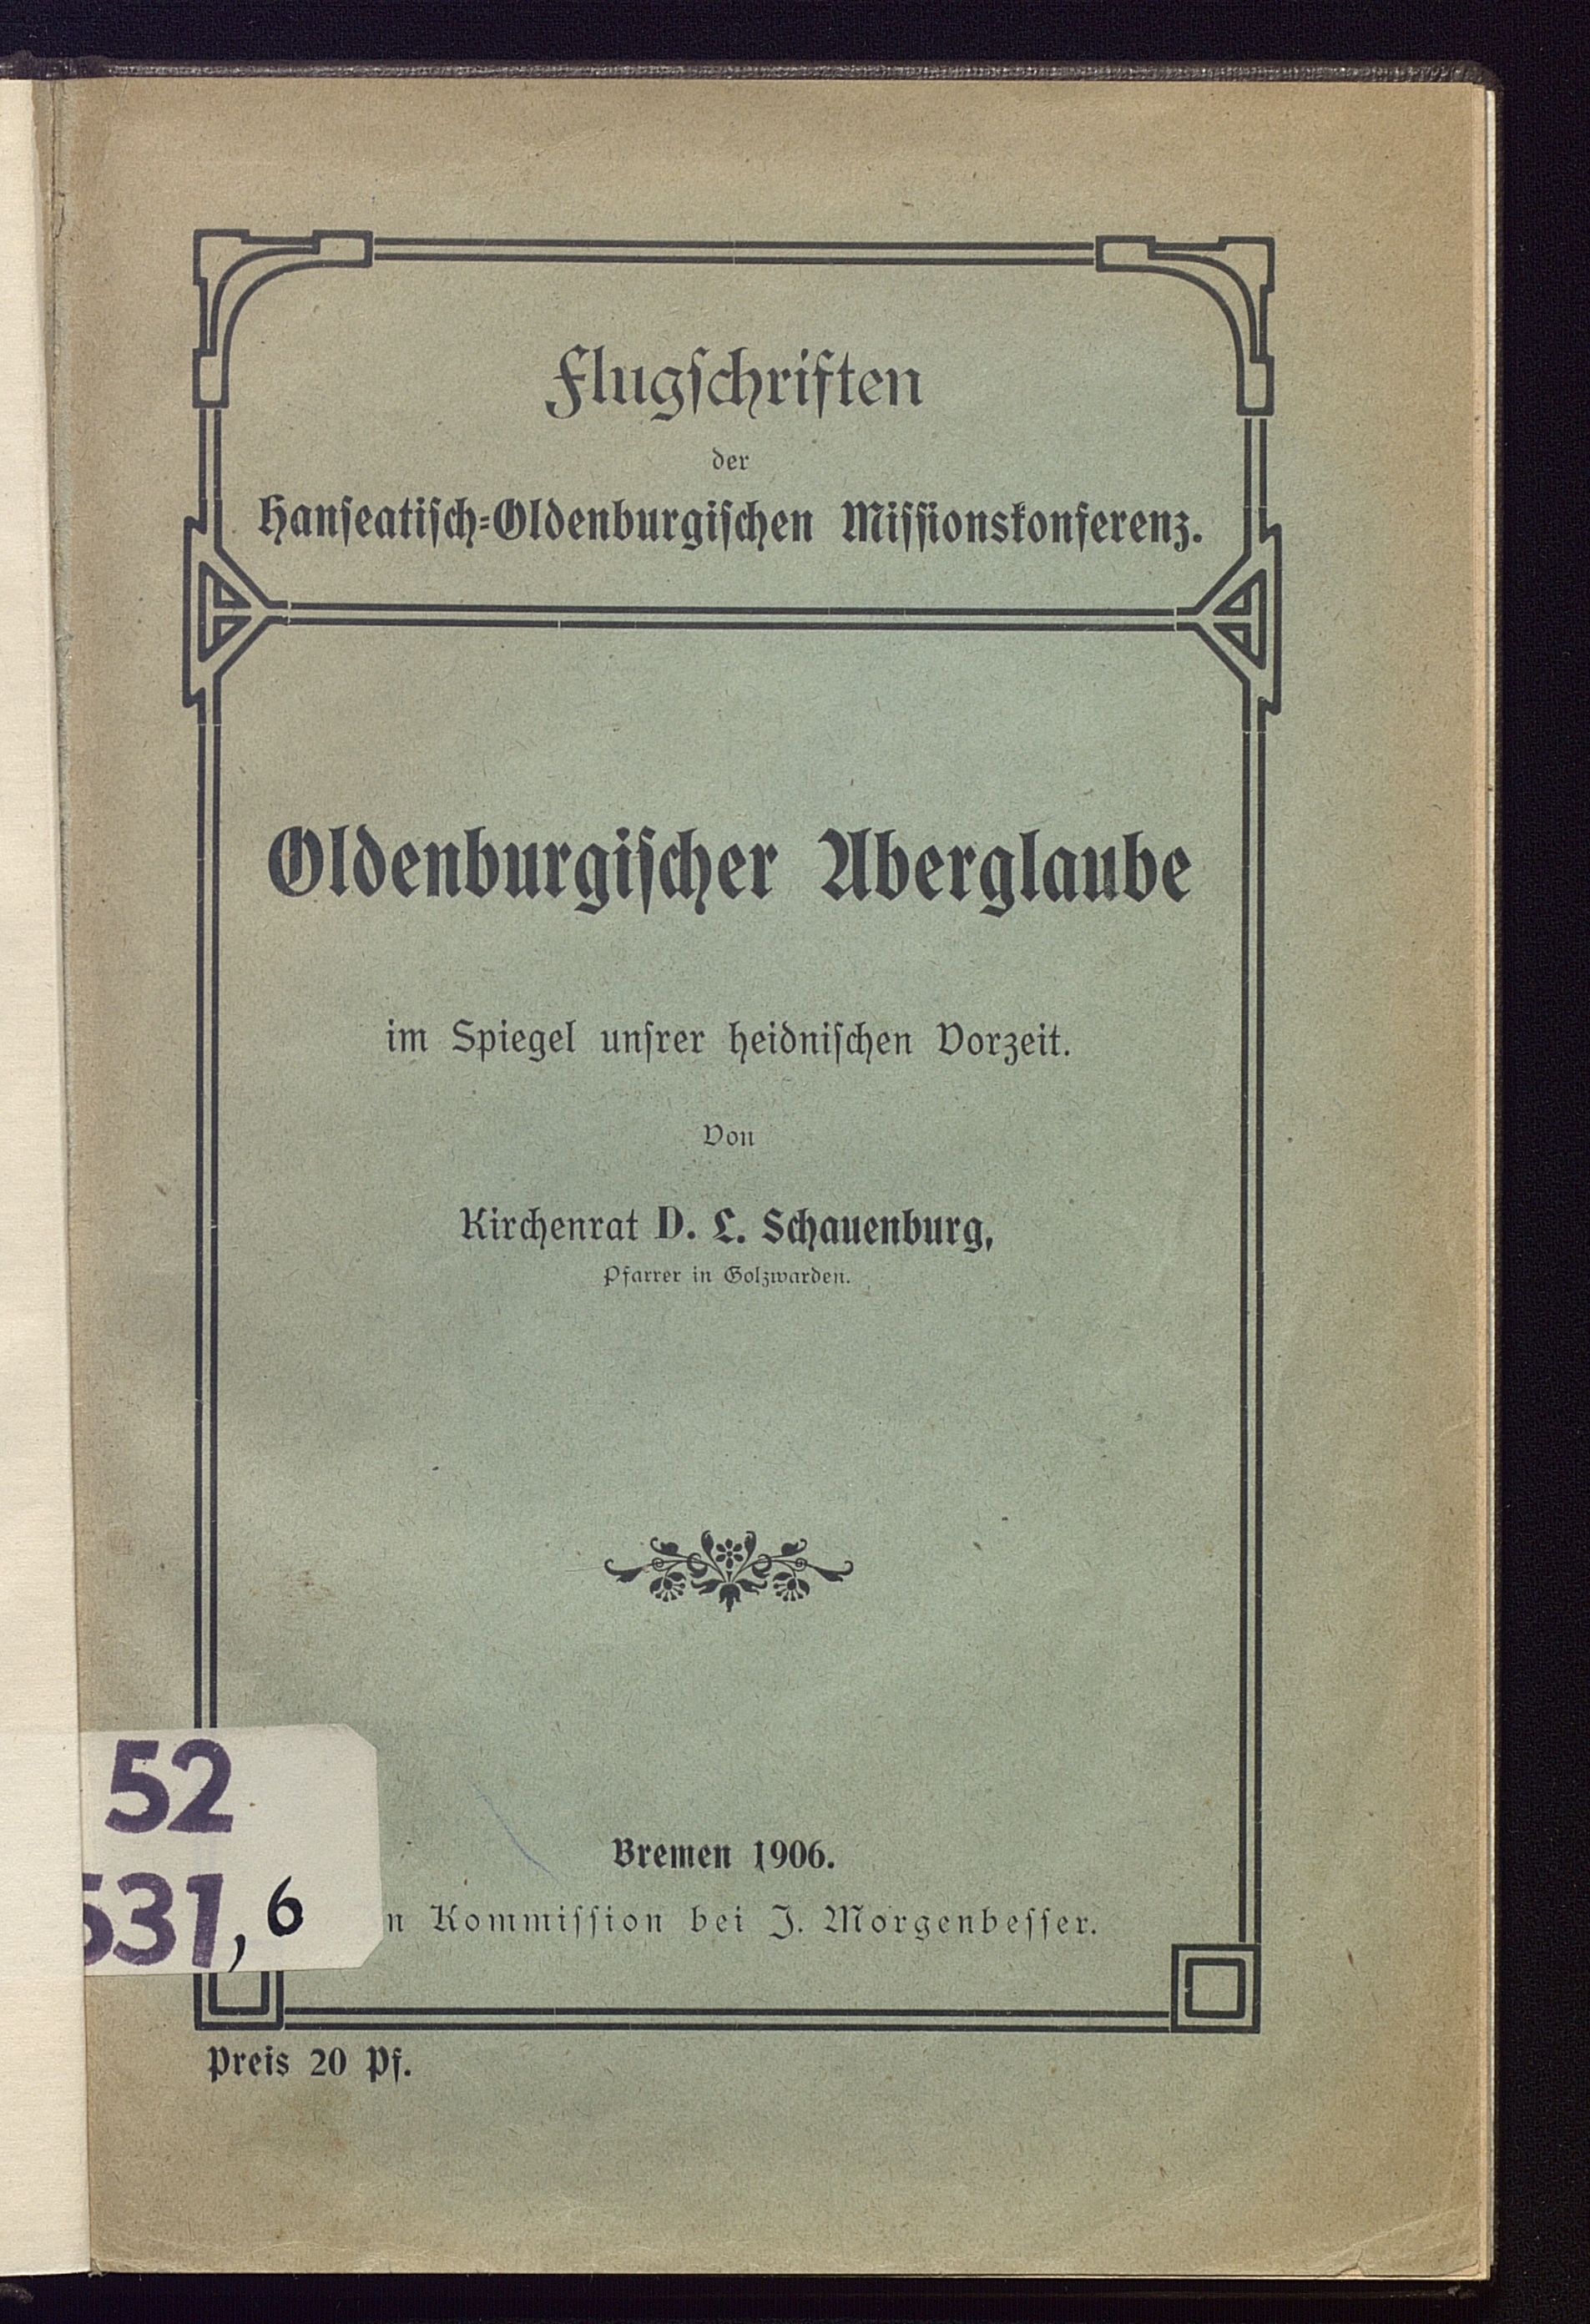 Flugschriften
der
Hanseatisch-Oldenburgischen Missionskonferenz.
Oldenburgischer Aberglaube
im Spiegel unsrer heidnischen Vorzeit.
Von
Kirchenrat D. L. Schauenburg,
Pfarrer in Golzwarden.
52
531,6
Bremen 1906.
n Kommission bei J. Morgenbesser.
Preis 20 Pf.